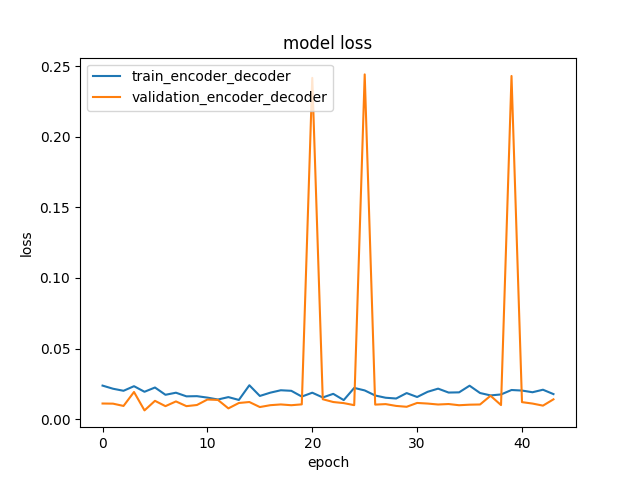 model loss
train_encoder_decoder
validation_encoder_decoder
0.25
0.20
0.15
0.10
0.05
0.00
loss
0
10
20
30
40
epoch